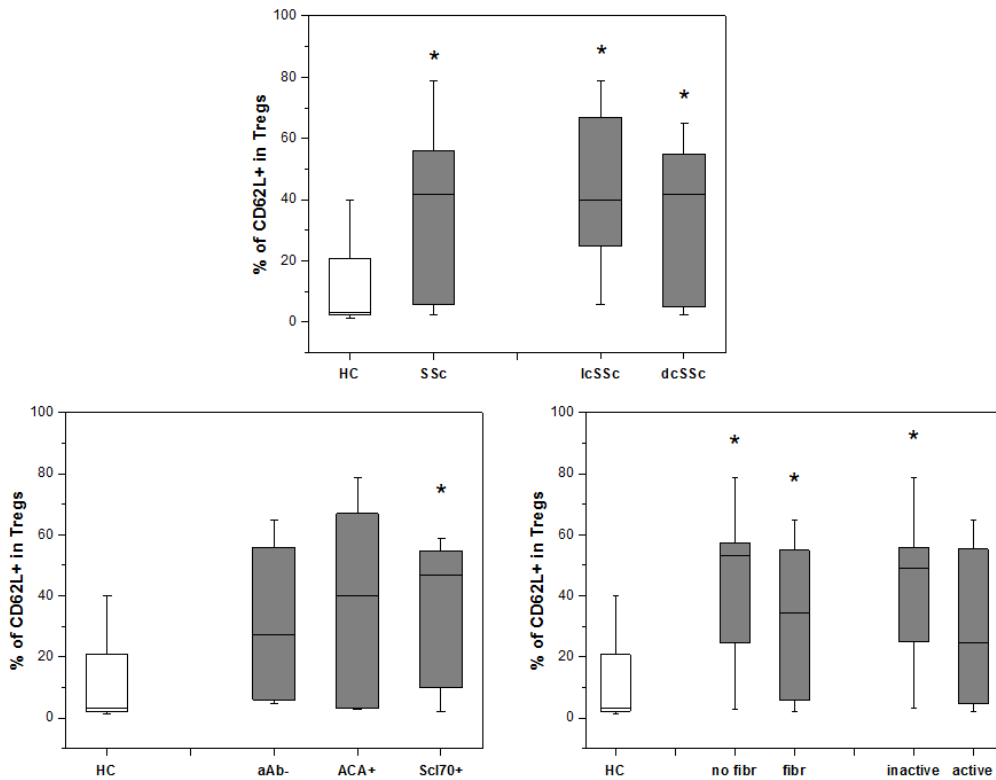 % of CD62L+ in Tregs
100
80
60
40
20
0
* * *
HC SSc lcSSc dcSSc
% of CD62L+ in Tregs
100
80
60
40
20
0
*
HC aAb- ACA+ Scl70+
% of CD62L+ in Tregs
100
80
60
40
20
0
* * *
HC no fibr fibr inactive active